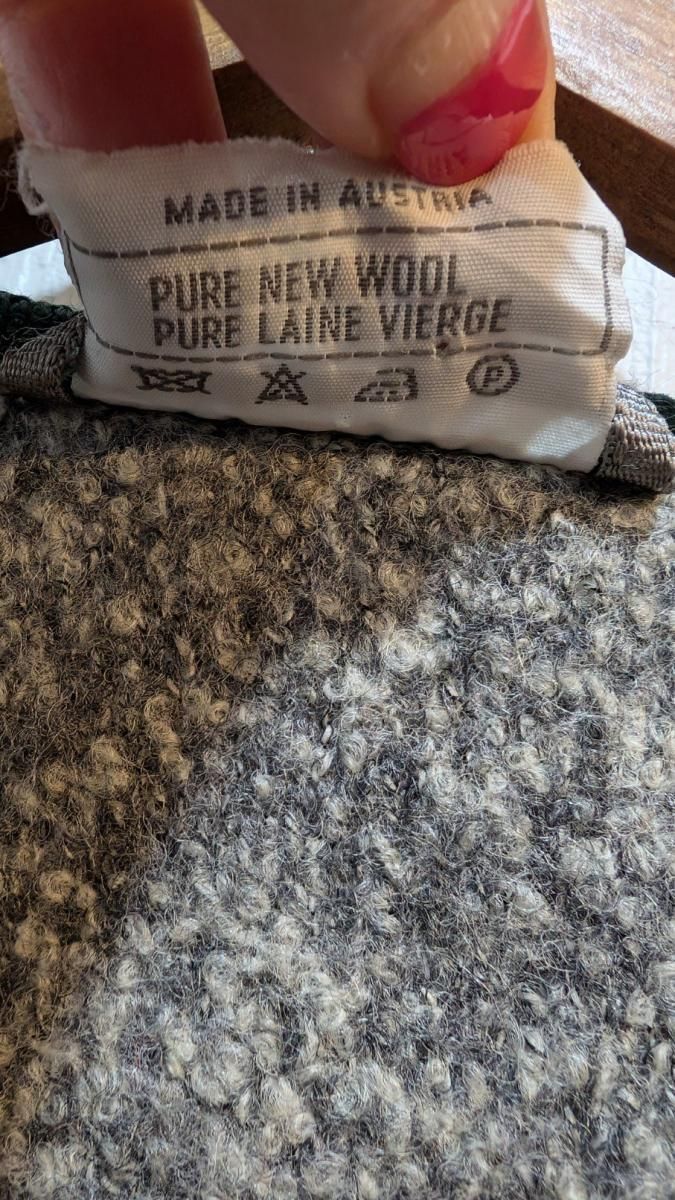 MADE IN AUSTRIA
PURE NEW WOOL
PURE LAINE VIERGE
P